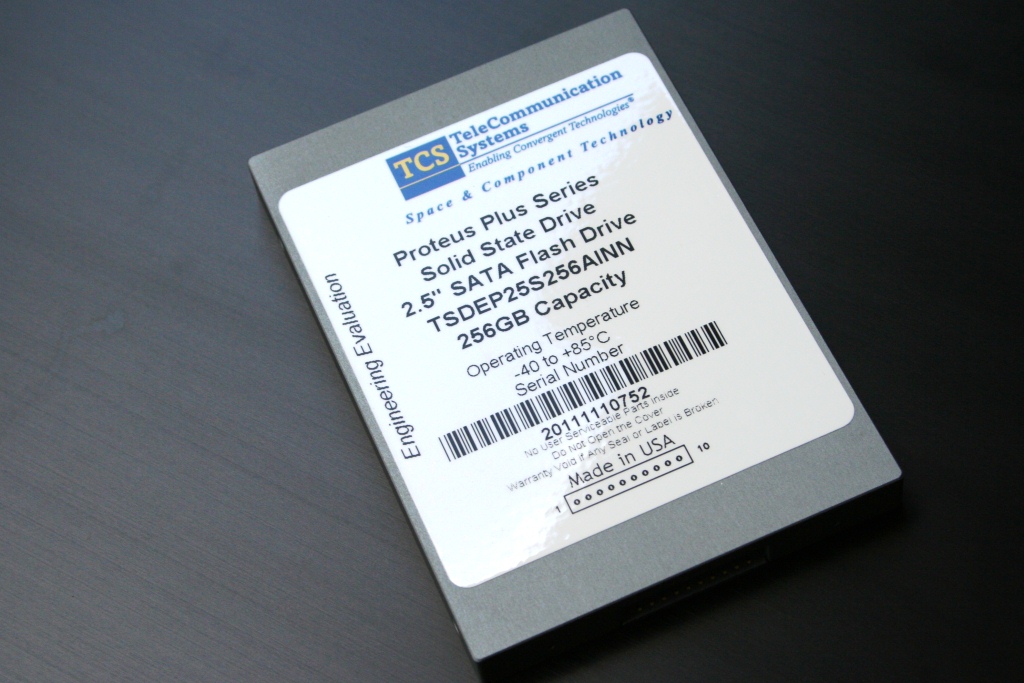 TCS
TeleCommunication
Systems
Enabling Convergent Technologies®
Space & Component Technology
Proteus Plus Series
Solid State Drive
2.5" SATA Flash Drive
TSDEP25S256AINN
256GB Capacity
Operating Temperature
-40 to +85°C
Serial Number
20111110752
No User Serviceable Parts Inside
Do Not Open the Cover
Warranty Void if Any Seal or Label is Broken
Made in USA
1 10
Engineering Evaluation